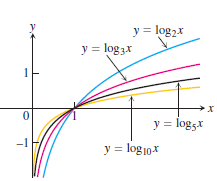 y
y = log₂x
y = log₃x
1
0
1
x
y = log₅x
−1
y = log₁₀x